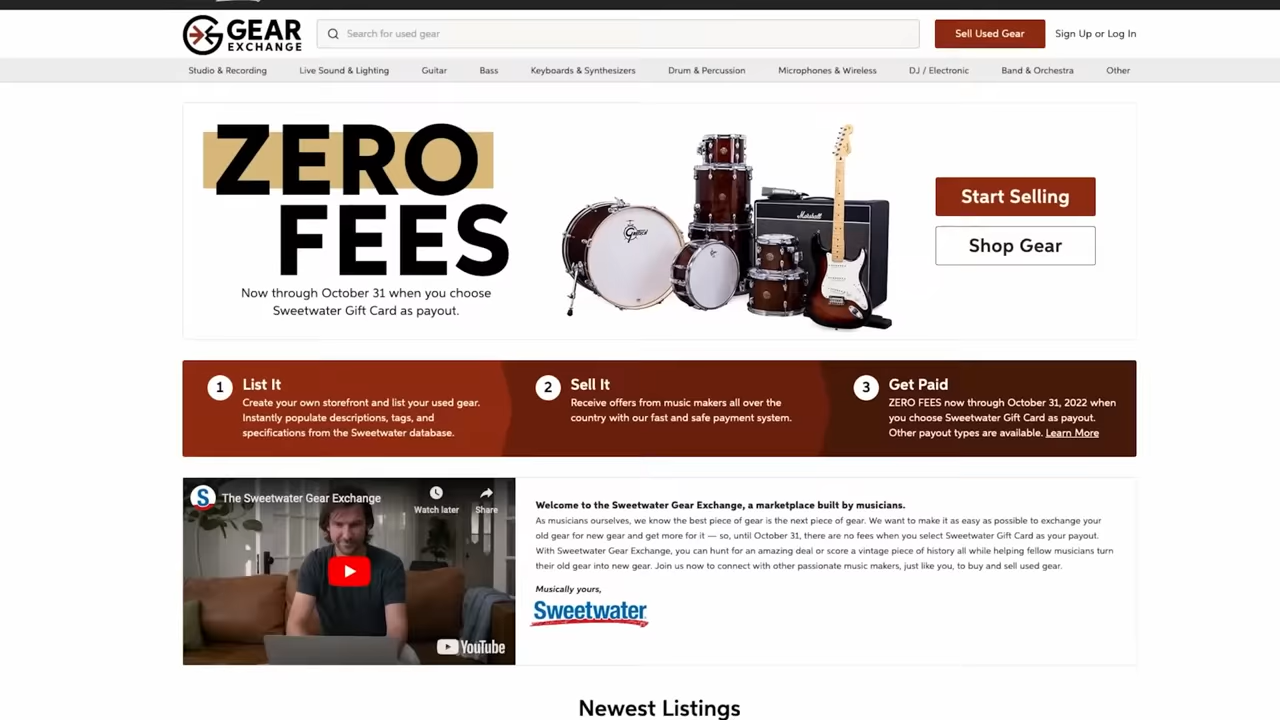 GEAR
EXCHANGE
Search for used gear
Sell Used Gear
Sign Up or Log In
Studio & Recording
Live Sound & Lighting
Guitar
Bass
Keyboards & Synthesizers
Drum & Percussion
Microphones & Wireless
DJ / Electronic
Band & Orchestra
Other
ZERO
FEES
Now through October 31 when you choose
Sweetwater Gift Card as payout.
Gretsch
Marshall
Start Selling
Shop Gear
1 List It
Create your own storefront and list your used gear.
Instantly populate descriptions, tags, and
specifications from the Sweetwater database.
2 Sell It
Receive offers from music makers all over the
country with our fast and safe payment system.
3 Get Paid
ZERO FEES now through October 31, 2022 when
you choose Sweetwater Gift Card as payout.
Other payout types are available. Learn More
S The Sweetwater Gear Exchange
Watch later
Share
YouTube
Welcome to the Sweetwater Gear Exchange, a marketplace built by musicians.
As musicians ourselves, we know the best piece of gear is the next piece of gear. We want to make it as easy as possible to exchange your
old gear for new gear and get more for it — so, until October 31, there are no fees when you select Sweetwater Gift Card as your payout.
With Sweetwater Gear Exchange, you can hunt for an amazing deal or score a vintage piece of history all while helping fellow musicians turn
their old gear into new gear. Join us now to connect with other passionate music makers, just like you, to buy and sell used gear.
Musically yours,
Sweetwater
Newest Listings